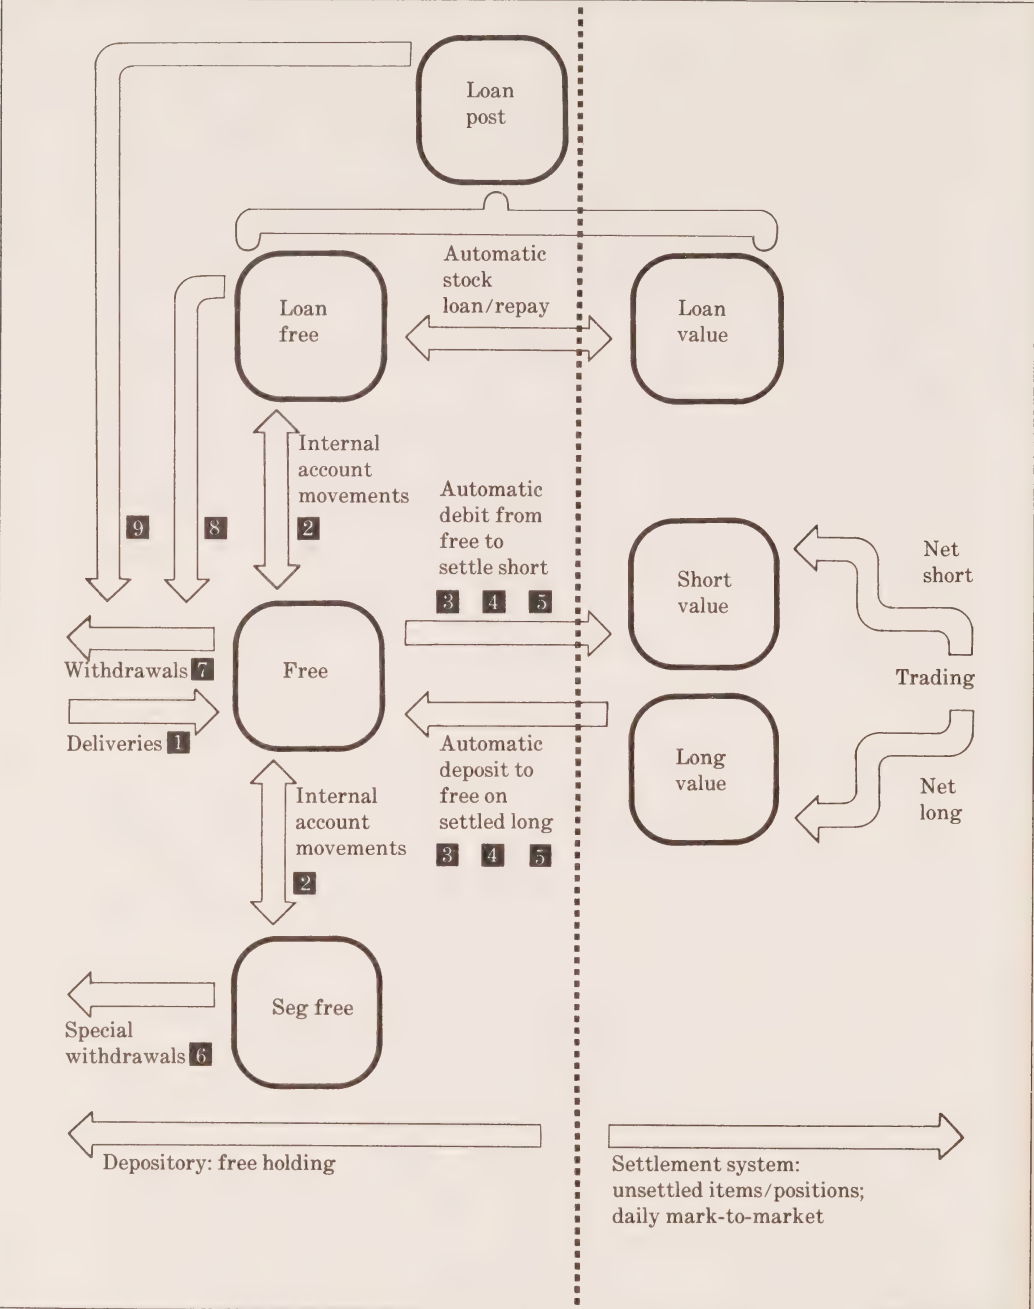 Loan
post
Automatic
stock
loan/repay
Loan
free
Loan
value
Internal
account
movements
2
9
8
Automatic
debit from
free to
settle short
3 4 5
Short
value
Net
short
Withdrawals 7
Free
Trading
Deliveries 1
Automatic
deposit to
free on
settled long
3 4 5
Long
value
Net
long
Internal
account
movements
2
Seg free
Special
withdrawals 6
Depository: free holding
Settlement system:
unsettled items/positions;
daily mark-to-market